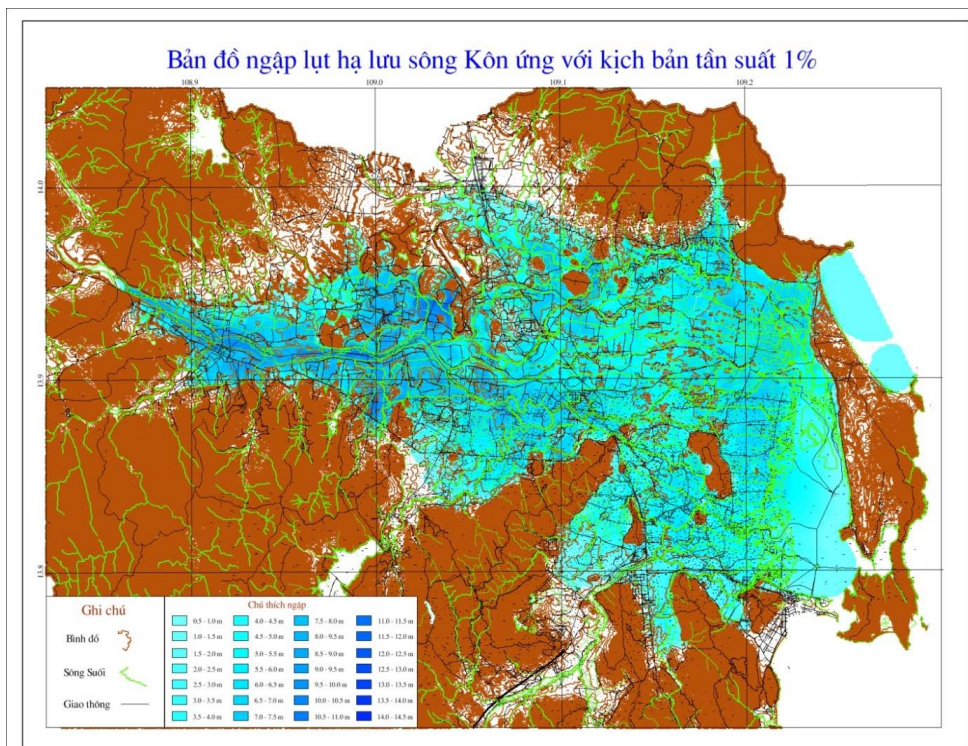 Bản đồ ngập lụt hạ lưu sông Kôn ứng với kịch bản tần suất 1%
108.9 109.0 109.1 109.2
14.0
13.9 13.9
13.8 13.8
Ghi chú
Bình đồ
Sông Suối
Giao thông
Chú thích ngập
0.5 - 1.0 m 4.0 - 4.5 m 7.5 - 8.0 m 11.0 - 11.5 m
1.0 - 1.5 m 4.5 - 5.0 m 8.0 - 9.5 m 11.5 - 12.0 m
1.5 - 2.0 m 5.0 - 5.5 m 8.5 - 9.0 m 12.0 - 12.5 m
2.0 - 2.5 m 5.5 - 6.0 m 9.0 - 9.5 m 12.5 - 13.0 m
2.5 - 3.0 m 6.0 - 6.5 m 9.5 - 10.0 m 13.0 - 13.5 m
3.0 - 3.5 m 6.5 - 7.0 m 10.0 - 10.5 m 13.5 - 14.0 m
3.5 - 4.0 m 7.0 - 7.5 m 10.5 - 11.0 m 14.0 - 14.5 m